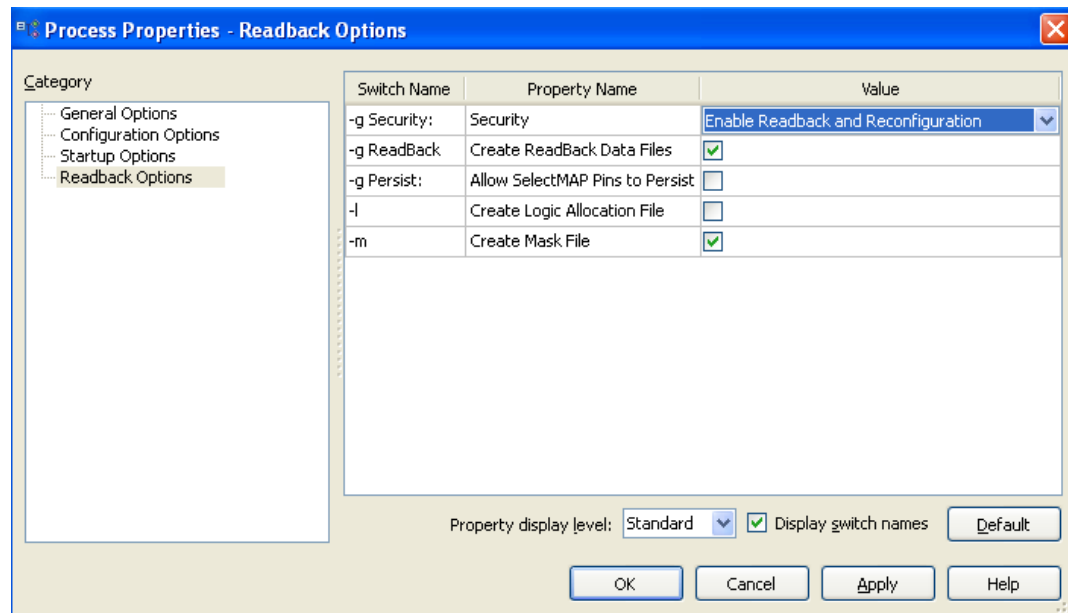 Process Properties - Readback Options
Category
General Options
Configuration Options
Startup Options
Readback Options
Switch Name Property Name Value
-g Security: Security Enable Readback and Reconfiguration
-g ReadBack Create ReadBack Data Files
-g Persist: Allow SelectMAP Pins to Persist
-l Create Logic Allocation File
-m Create Mask File
Property display level: Standard Display switch names Default
OK Cancel Apply Help